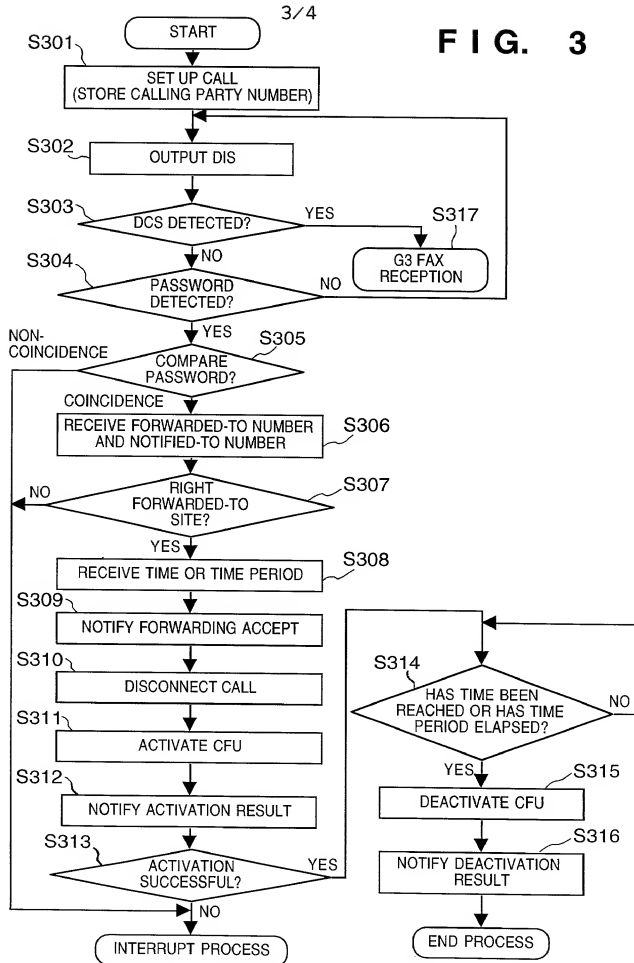 3/4
FIG. 3
START
S301
SET UP CALL
(STORE CALLING PARTY NUMBER)
S302
OUTPUT DIS
S303
DCS DETECTED?
YES
S317
G3 FAX
RECEPTION
NO
S304
PASSWORD
DETECTED?
NO
YES
NON-
COINCIDENCE
S305
COMPARE
PASSWORD?
COINCIDENCE
RECEIVE FORWARDED-TO NUMBER
AND NOTIFIED-TO NUMBER
S306
NO
RIGHT
FORWARDED-TO
SITE?
S307
YES
RECEIVE TIME OR TIME PERIOD
S308
S309
NOTIFY FORWARDING ACCEPT
S310
DISCONNECT CALL
S311
ACTIVATE CFU
S312
NOTIFY ACTIVATION RESULT
S313
ACTIVATION
SUCCESSFUL?
YES
NO
INTERRUPT PROCESS
S314
HAS TIME BEEN
REACHED OR HAS TIME
PERIOD ELAPSED?
NO
YES
S315
DEACTIVATE CFU
S316
NOTIFY DEACTIVATION
RESULT
END PROCESS